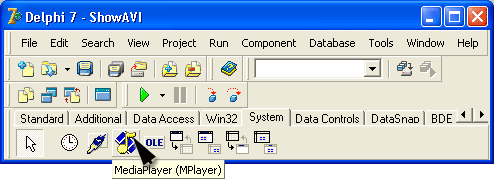 Delphi 7 - ShowAVI
File Edit Search View Project Run Component Database Tools Window Help
Standard Additional Data Access Win32 System Data Controls DataSnap BDE
OLE
MediaPlayer (MPlayer)